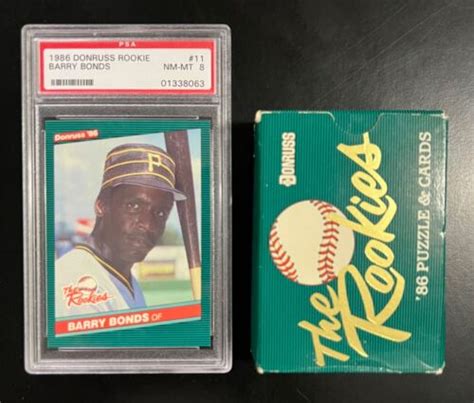 PSA
1986 DONRUSS ROOKIE #11
BARRY BONDS NM-MT 8
01338063
Donruss '86
P
The
Rookies
BARRY BONDS OF
DONRUSS
The
Rookies
'86 PUZZLE & CARDS